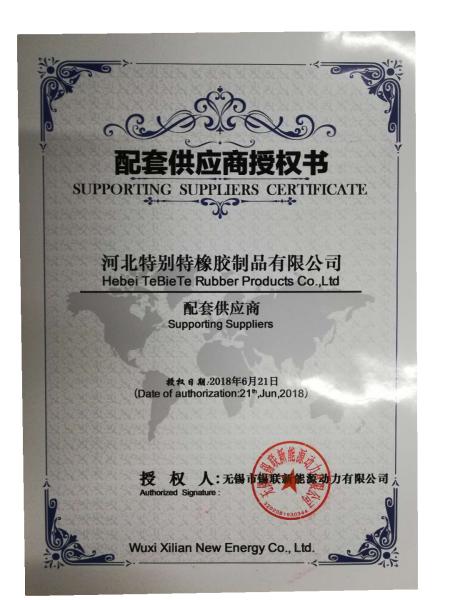 配套供应商授权书
SUPPORTING SUPPLIERS CERTIFICATE
河北特别特橡胶制品有限公司
Hebei TeBieTe Rubber Products Co.,Ltd
配套供应商
Supporting Suppliers
授权日期:2018年6月21日
(Date of authorization:21th,Jun,2018)
授 权 人:无锡市锡联新能源动力有限公司
Authorized Signature:
Wuxi Xilian New Energy Co., Ltd.